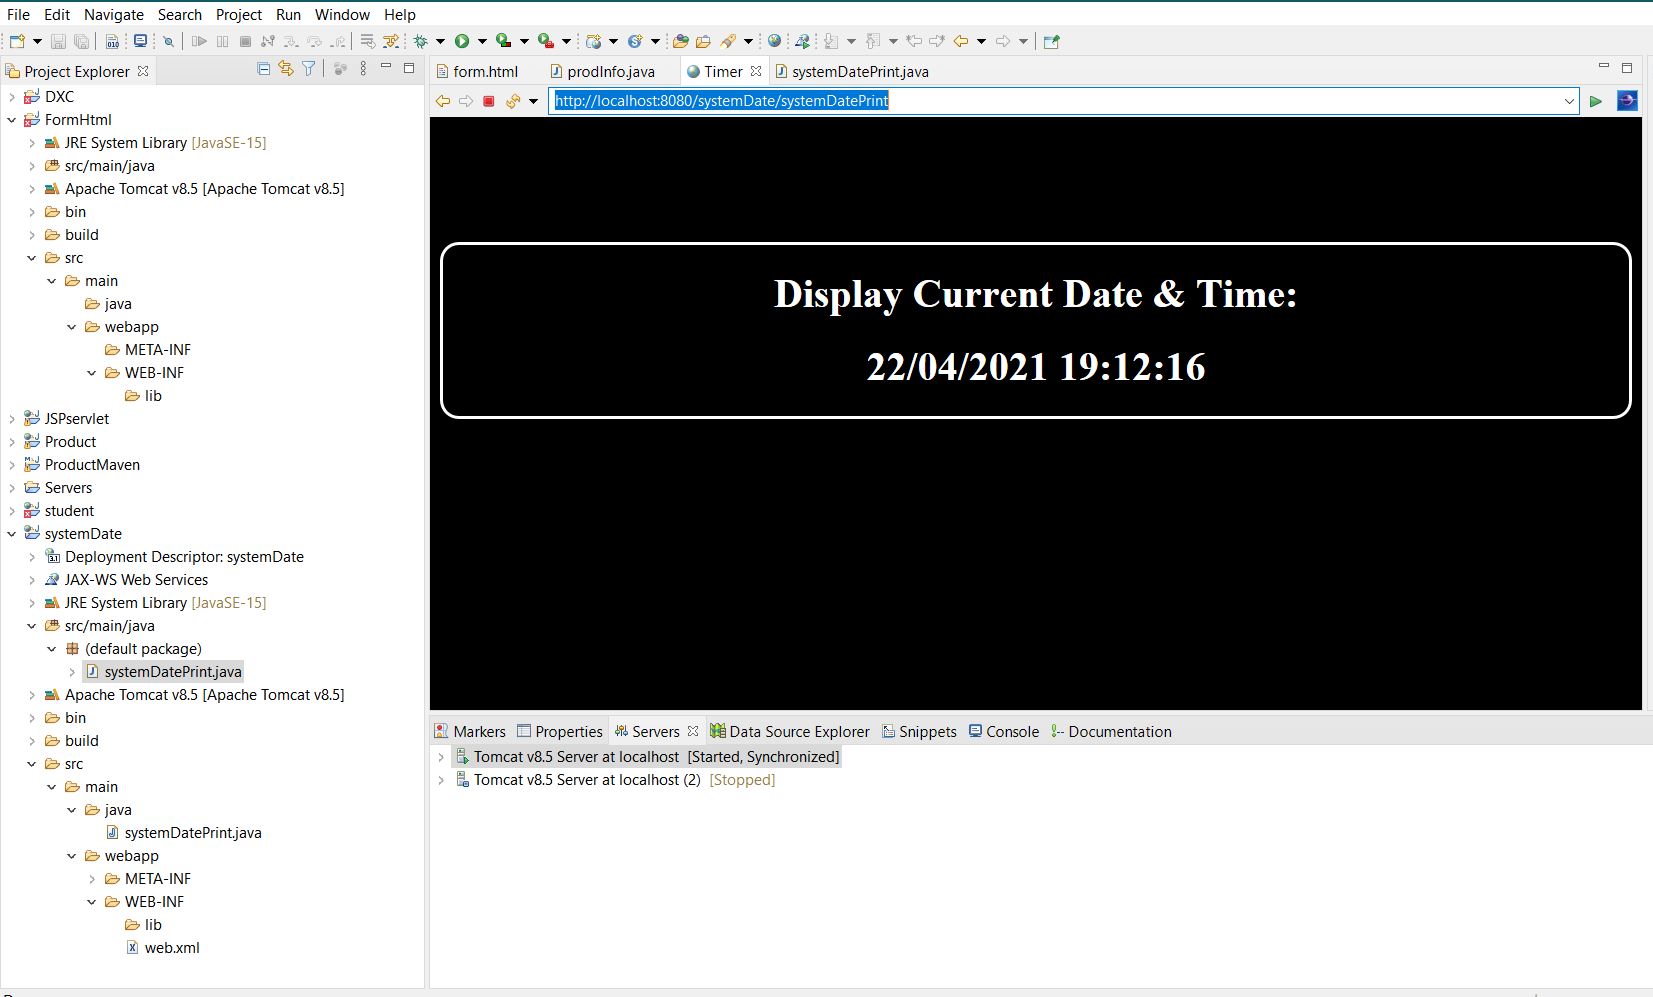 File Edit Navigate Search Project Run Window Help
Project Explorer
DXC
FormHtml
JRE System Library [JavaSE-15]
src/main/java
Apache Tomcat v8.5 [Apache Tomcat v8.5]
bin
build
src
main
java
webapp
META-INF
WEB-INF
lib
JSPservlet
Product
ProductMaven
Servers
student
systemDate
Deployment Descriptor: systemDate
JAX-WS Web Services
JRE System Library [JavaSE-15]
src/main/java
(default package)
systemDatePrint.java
Apache Tomcat v8.5 [Apache Tomcat v8.5]
bin
build
src
main
java
systemDatePrint.java
webapp
META-INF
WEB-INF
lib
web.xml
form.html prodInfo.java Timer systemDatePrint.java
http://localhost:8080/systemDate/systemDatePrint
Display Current Date & Time:
22/04/2021 19:12:16
Markers Properties Servers Data Source Explorer Snippets Console Documentation
Tomcat v8.5 Server at localhost [Started, Synchronized]
Tomcat v8.5 Server at localhost (2) [Stopped]